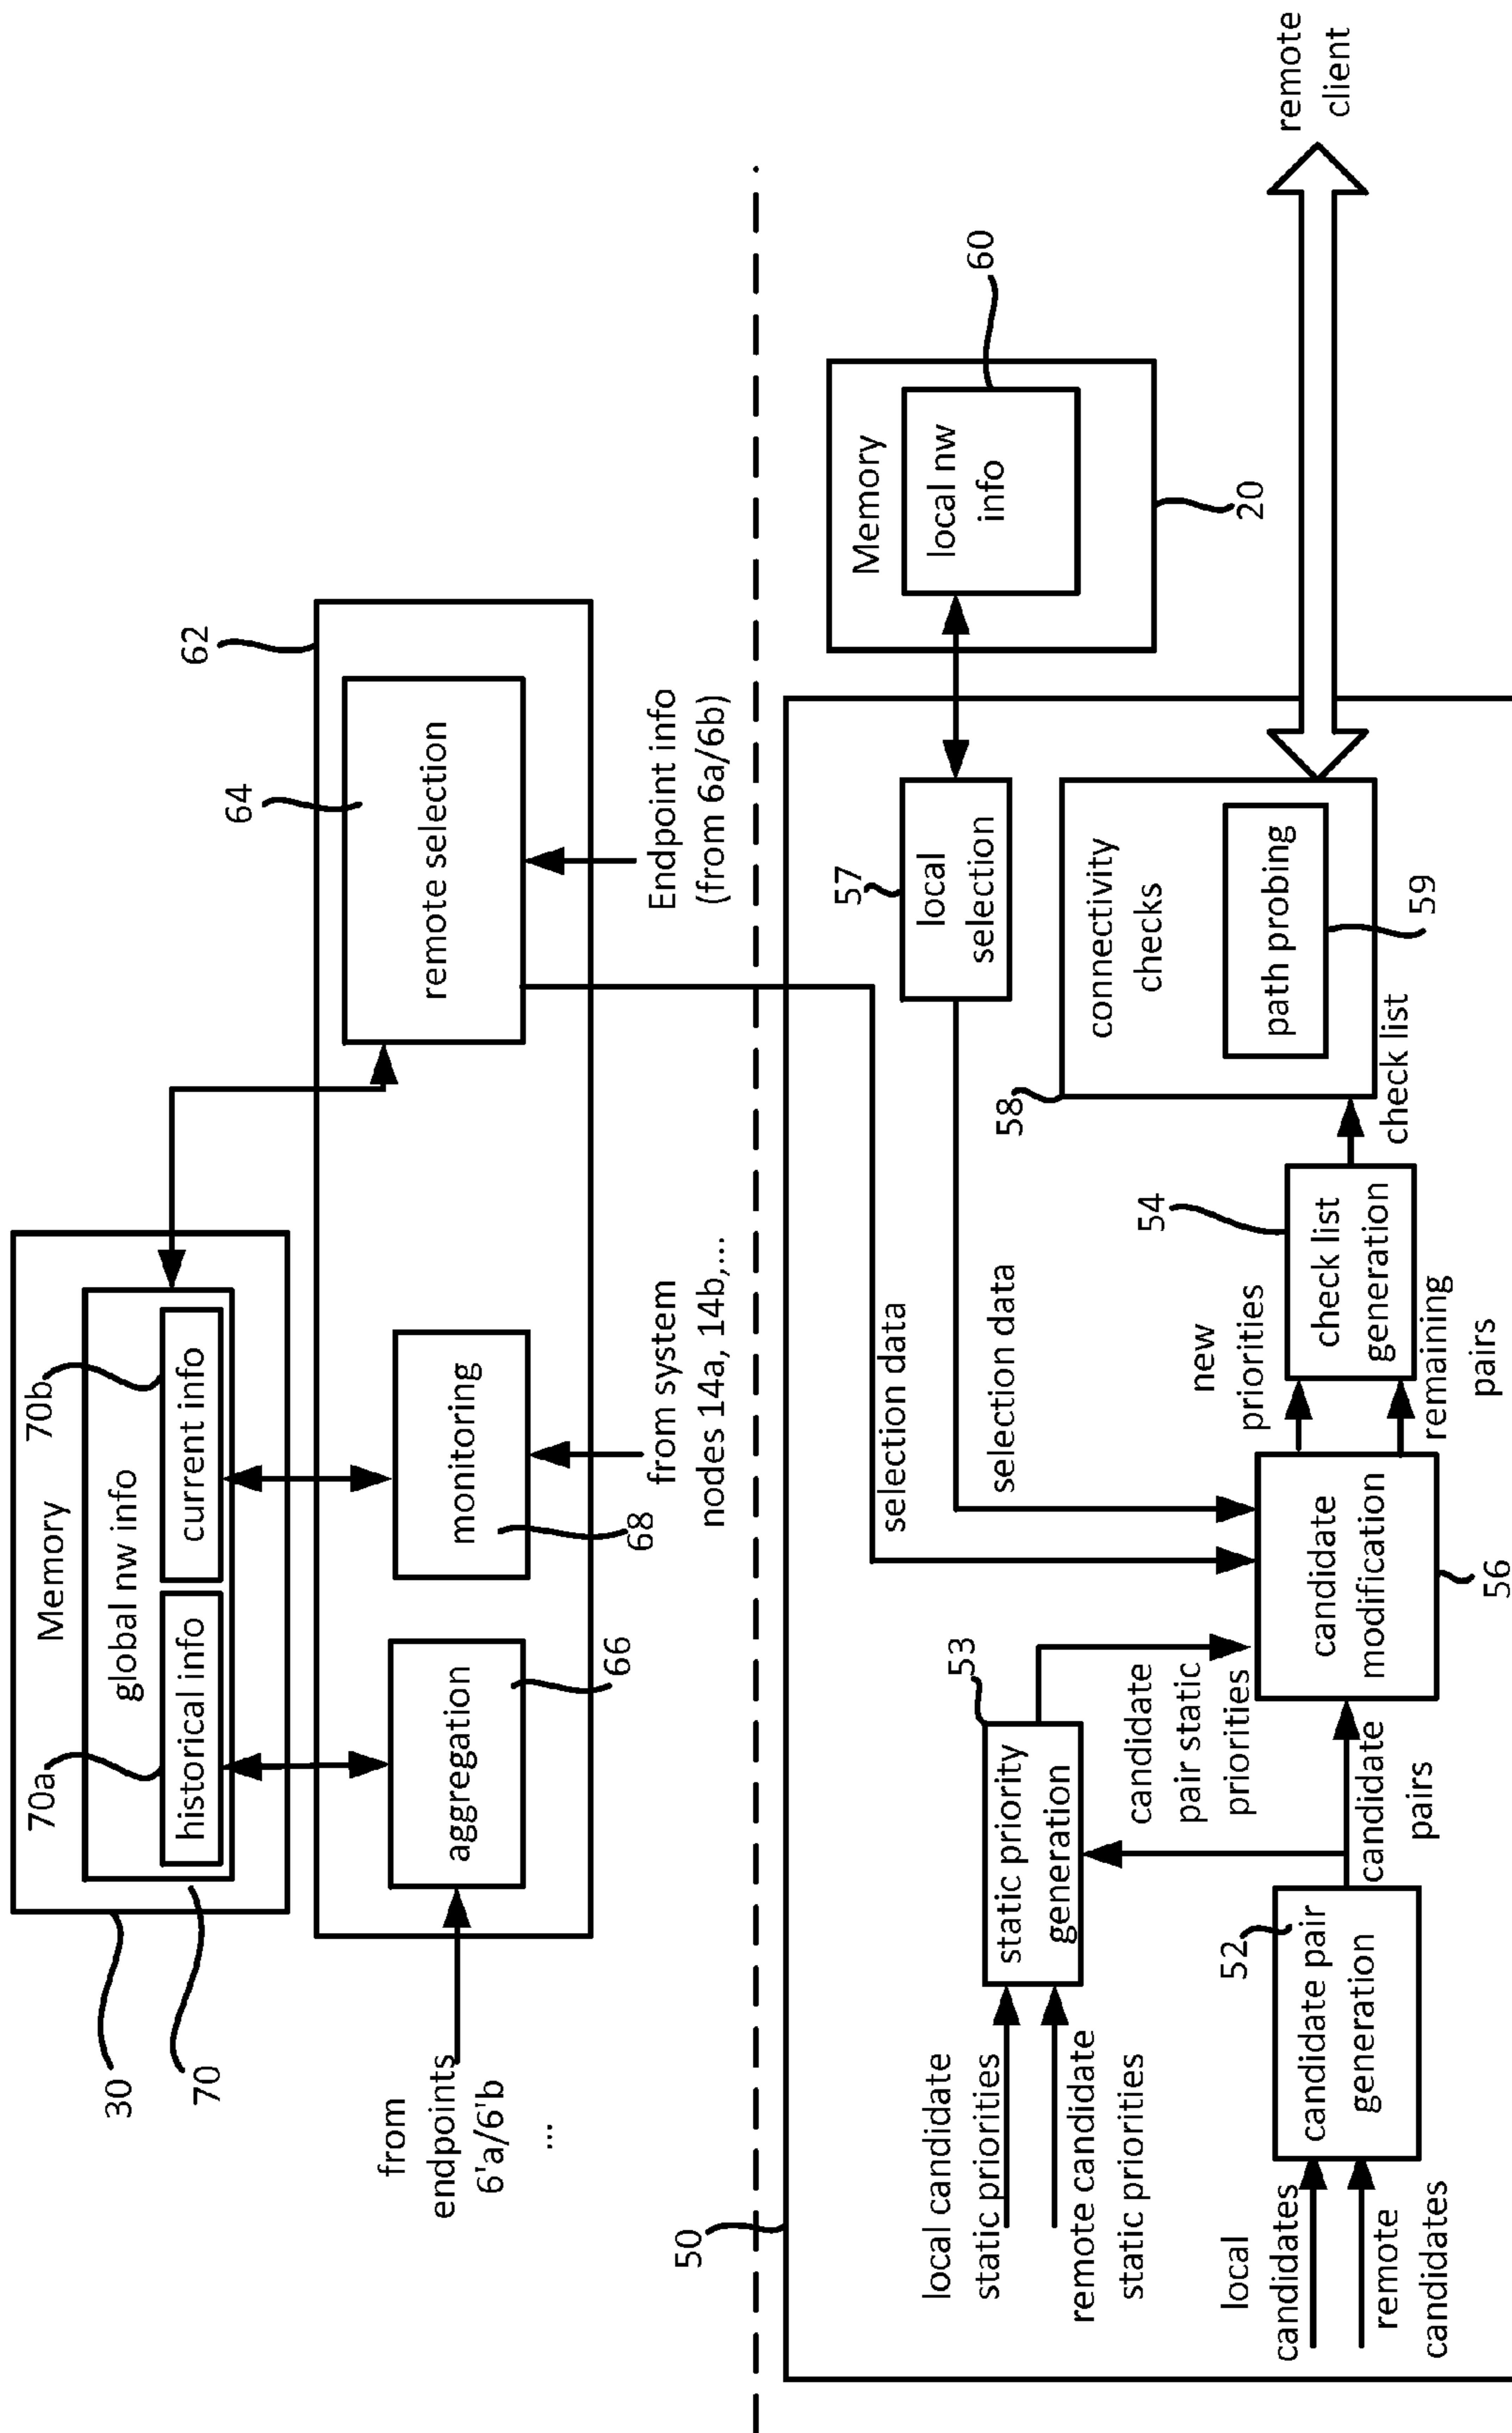 30
70
70a
70b
Memory
global nw info
historical info
current info
62
64
remote selection
aggregation
66
monitoring
68
from
endpoints
6'a/6'b
...
from system
nodes 14a, 14b,...
Endpoint info
(from 6a/6b)
50
selection data
selection data
57
local
selection
Memory
local nw
info
60
20
local candidate
static priorities
remote candidate
static priorities
53
static priority
generation
candidate
pair static
priorities
local
candidates
remote
candidates
52
candidate pair
generation
candidate
pairs
candidate
modification
56
new
priorities
remaining
pairs
54
check list
generation
check list
58
connectivity
checks
path probing
59
remote
client